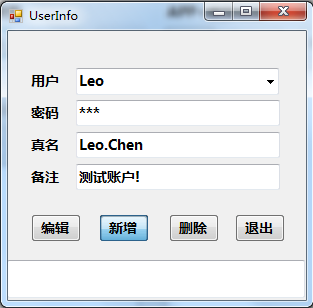 UserInfo
用户 Leo
密码 ***
真名 Leo.Chen
备注 测试账户!
编辑 新增 删除 退出